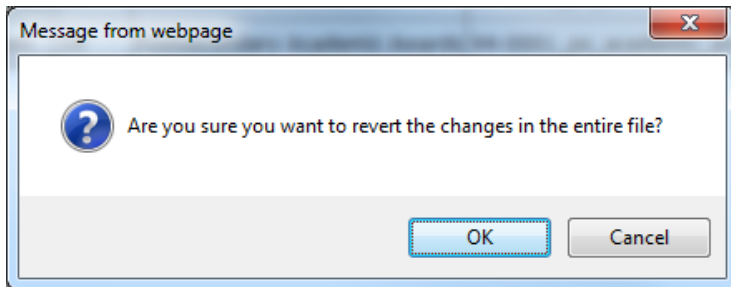 Message from webpage
Are you sure you want to revert the changes in the entire file?
OK
Cancel